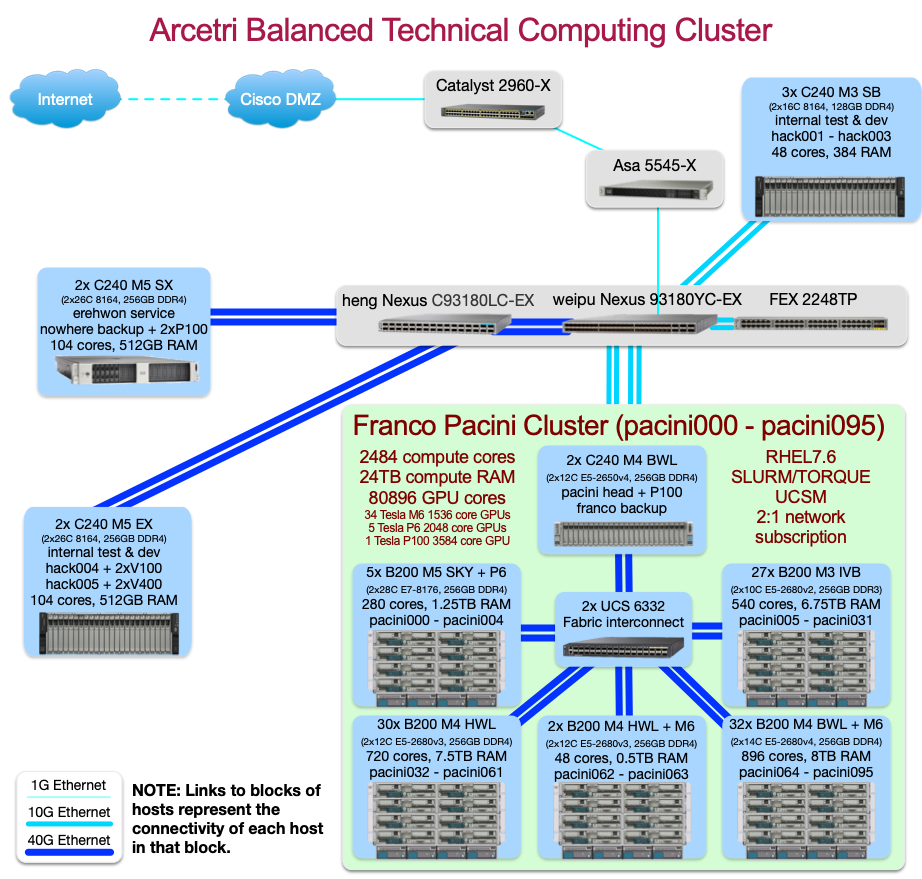 Arcetri Balanced Technical Computing Cluster
Internet
Cisco DMZ
Catalyst 2960-X
Asa 5545-X
3x C240 M3 SB
(2x16C 8164, 128GB DDR4)
internal test & dev
hack001 - hack003
48 cores, 384 RAM
2x C240 M5 SX
(2x26C 8164, 256GB DDR4)
erehwon service
nowhere backup + 2xP100
104 cores, 512GB RAM
heng Nexus C93180LC-EX
weipu Nexus 93180YC-EX
FEX 2248TP
2x C240 M5 EX
(2x26C 8164, 256GB DDR4)
internal test & dev
hack004 + 2xV100
hack005 + 2xV400
104 cores, 512GB RAM
Franco Pacini Cluster (pacini000 - pacini095)
2484 compute cores
24TB compute RAM
80896 GPU cores
34 Tesla M6 1536 core GPUs
5 Tesla P6 2048 core GPUs
1 Tesla P100 3584 core GPU
2x C240 M4 BWL
(2x12C E5-2650v4, 256GB DDR4)
pacini head + P100
franco backup
RHEL7.6
SLURM/TORQUE
UCSM
2:1 network
subscription
5x B200 M5 SKY + P6
(2x28C E7-8176, 256GB DDR4)
280 cores, 1.25TB RAM
pacini000 - pacini004
2x UCS 6332
Fabric interconnect
27x B200 M3 IVB
(2x10C E5-2680v2, 256GB DDR3)
540 cores, 6.75TB RAM
pacini005 - pacini031
30x B200 M4 HWL
(2x12C E5-2680v3, 256GB DDR4)
720 cores, 7.5TB RAM
pacini032 - pacini061
2x B200 M4 HWL + M6
(2x12C E5-2680v3, 256GB DDR4)
48 cores, 0.5TB RAM
pacini062 - pacini063
32x B200 M4 BWL + M6
(2x14C E5-2680v4, 256GB DDR4)
896 cores, 8TB RAM
pacini064 - pacini095
1G Ethernet
10G Ethernet
40G Ethernet
NOTE: Links to blocks of
hosts represent the
connectivity of each host
in that block.